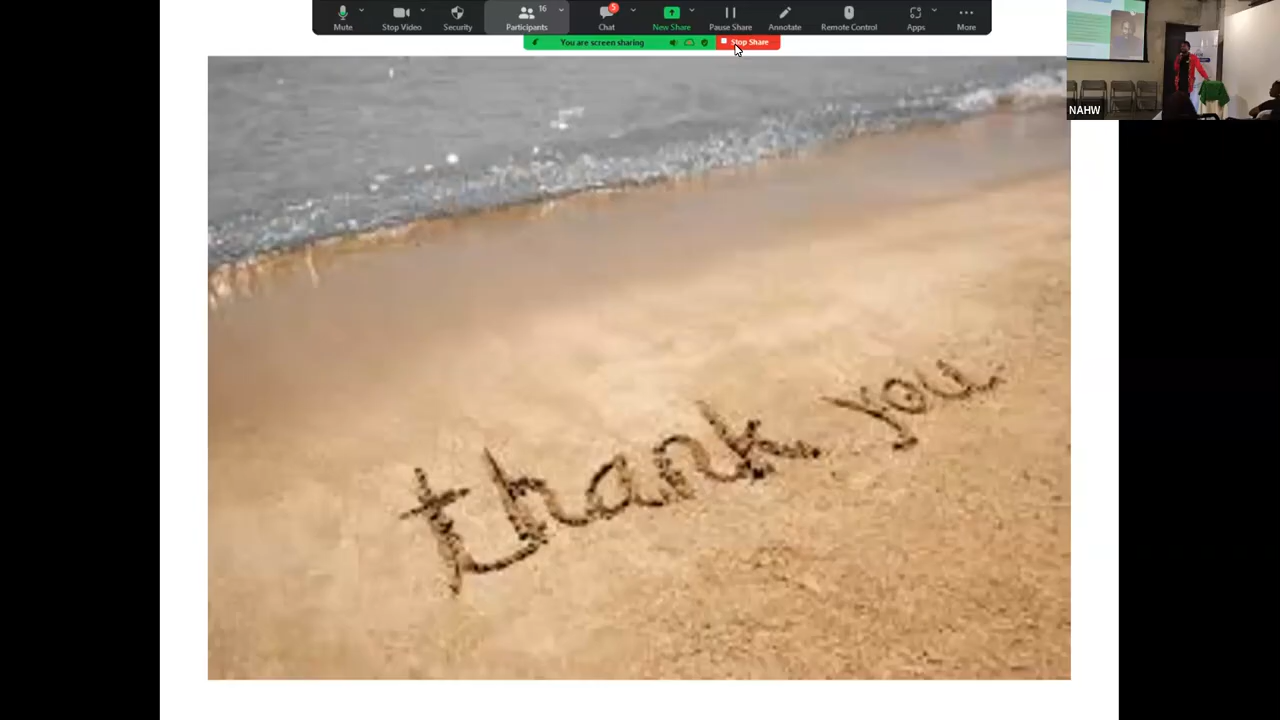 16
5
Mute
Stop Video
Security
Participants
Chat
New Share
Pause Share
Annotate
Remote Control
Apps
More
You are screen sharing
Stop Share
NAHW
thank you